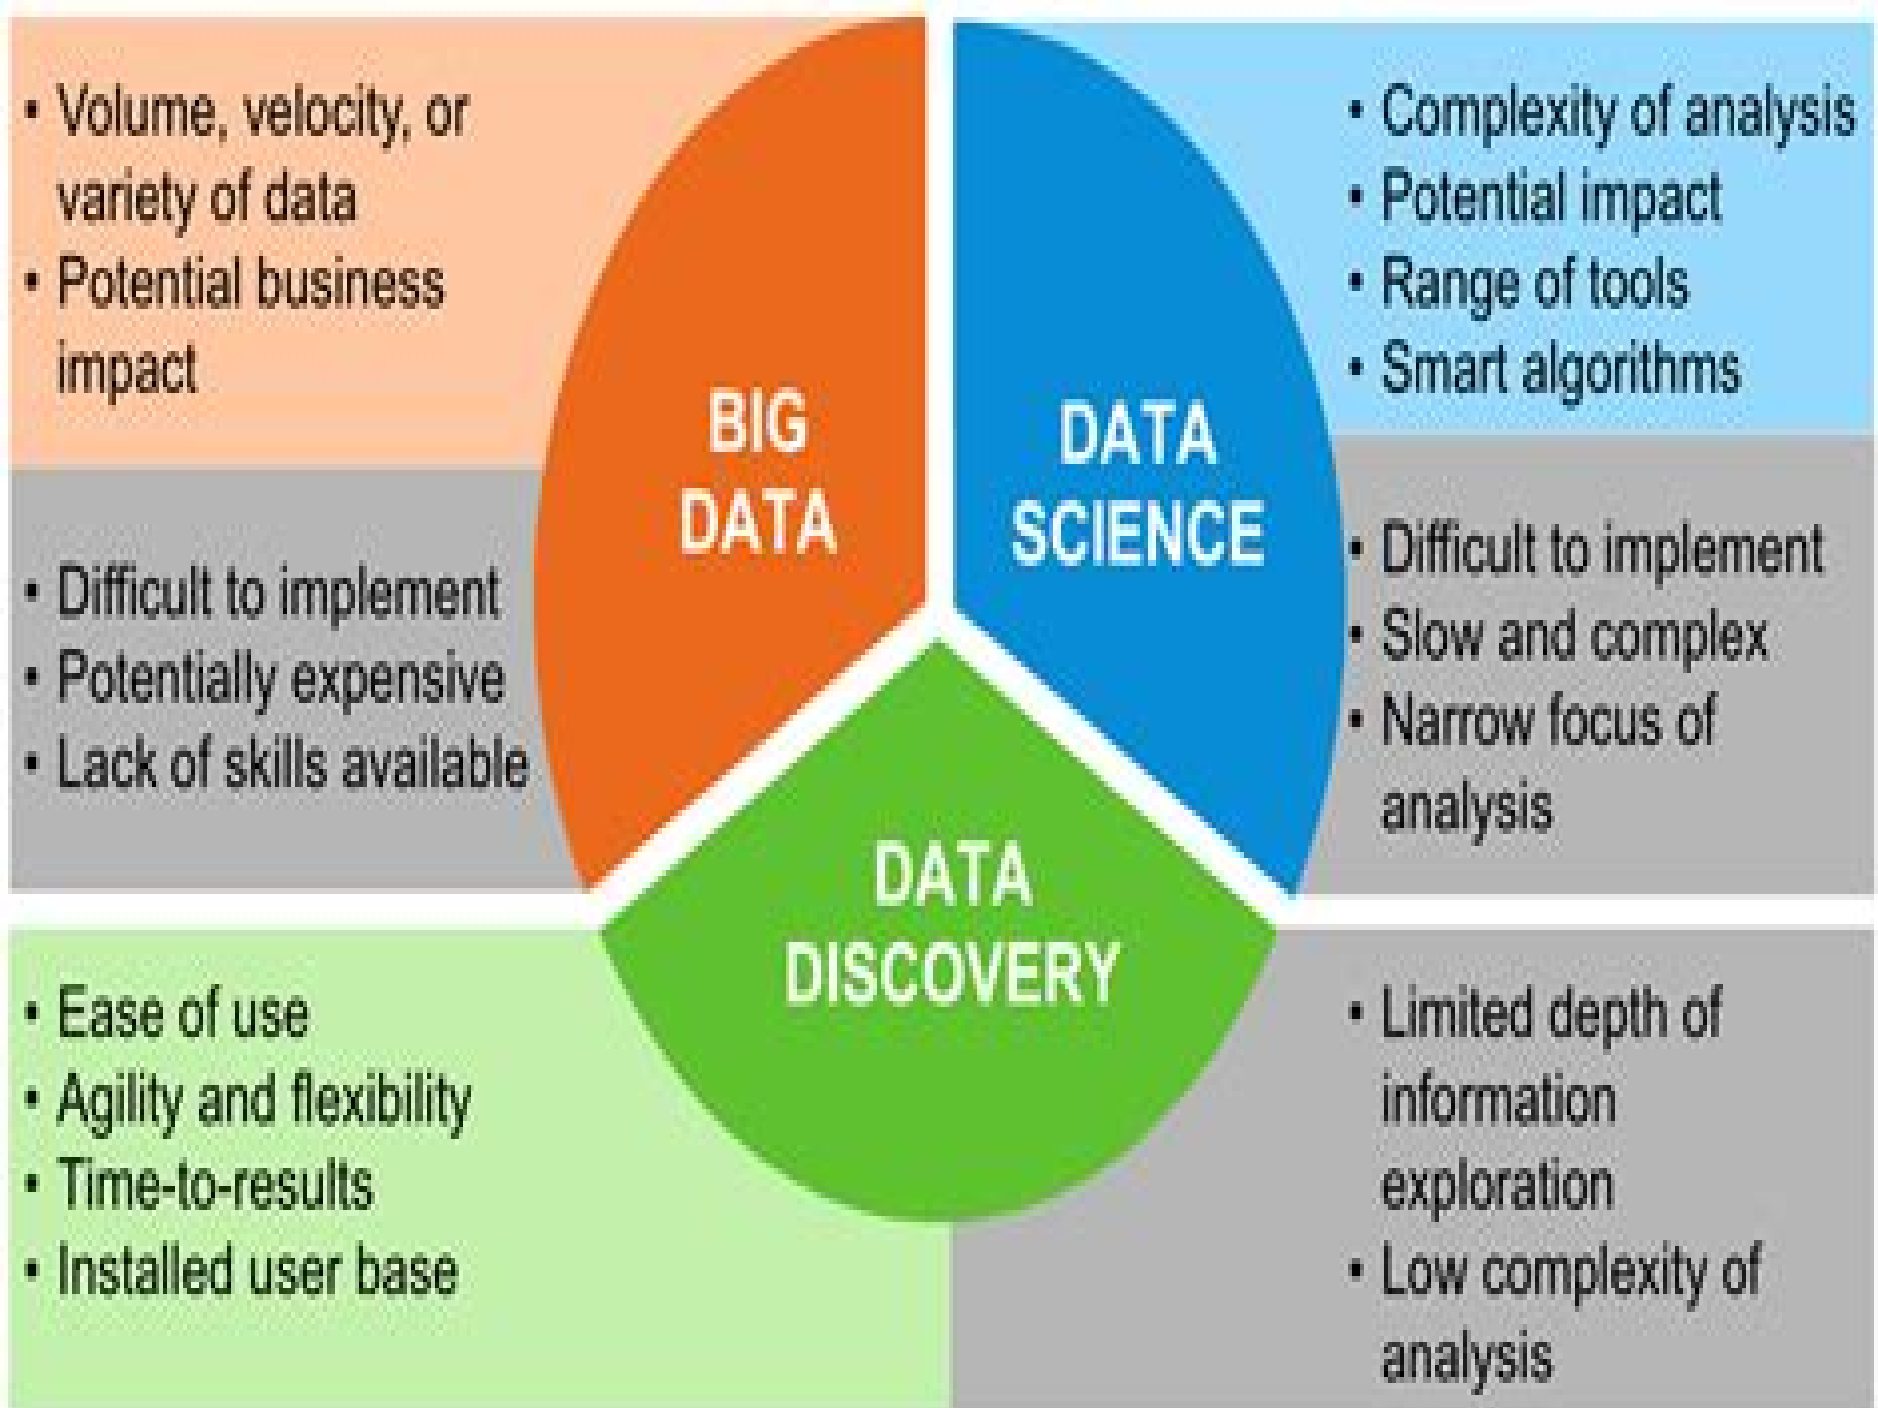 • Volume, velocity, or
variety of data
• Potential business
impact
• Difficult to implement
• Potentially expensive
• Lack of skills available
BIG
DATA
DATA
SCIENCE
• Complexity of analysis
• Potential impact
• Range of tools
• Smart algorithms
• Difficult to implement
• Slow and complex
• Narrow focus of
analysis
DATA
DISCOVERY
• Ease of use
• Agility and flexibility
• Time-to-results
• Installed user base
• Limited depth of
information
exploration
• Low complexity of
analysis